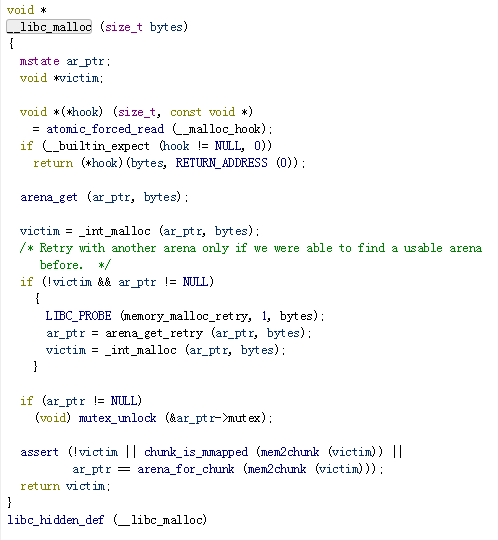 void *
__libc_malloc (size_t bytes)
{
  mstate ar_ptr;
  void *victim;

  void *(*hook) (size_t, const void *)
    = atomic_forced_read (__malloc_hook);
  if (__builtin_expect (hook != NULL, 0))
    return (*hook)(bytes, RETURN_ADDRESS (0));

  arena_get (ar_ptr, bytes);

  victim = _int_malloc (ar_ptr, bytes);
  /* Retry with another arena only if we were able to find a usable arena
     before.  */
  if (!victim && ar_ptr != NULL)
    {
      LIBC_PROBE (memory_malloc_retry, 1, bytes);
      ar_ptr = arena_get_retry (ar_ptr, bytes);
      victim = _int_malloc (ar_ptr, bytes);
    }

  if (ar_ptr != NULL)
    (void) mutex_unlock (&ar_ptr->mutex);

  assert (!victim || chunk_is_mmapped (mem2chunk (victim)) ||
          ar_ptr == arena_for_chunk (mem2chunk (victim)));
  return victim;
}
libc_hidden_def (__libc_malloc)